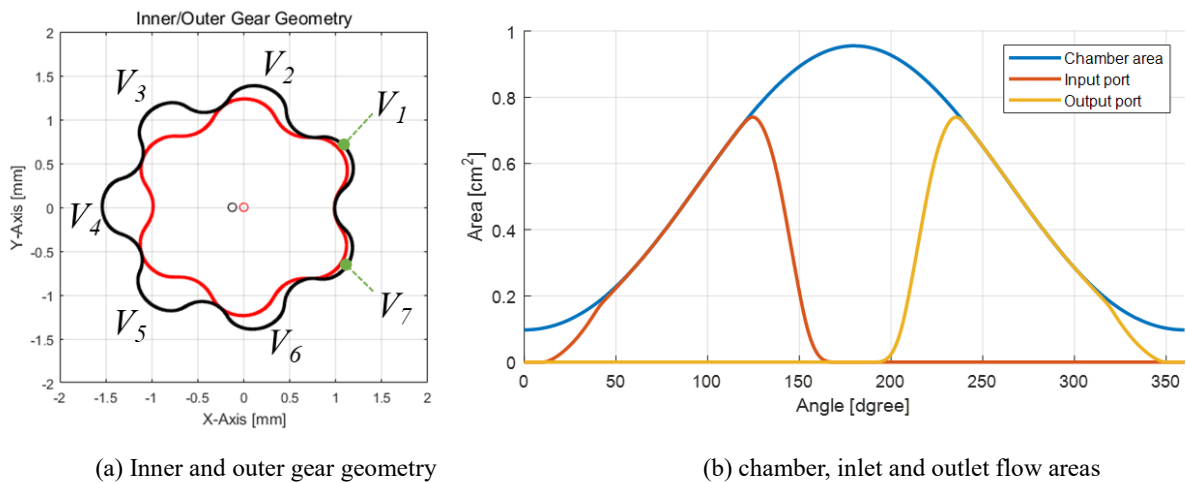 Inner/Outer Gear Geometry
2
1.5
1
0.5
0
-0.5
-1
-1.5
-2
Y-Axis [mm]
V2
V3
V1
V4
V7
V5
V6
-2 -1.5 -1 -0.5 0 0.5 1 1.5 2
X-Axis [mm]
(a) Inner and outer gear geometry
1
0.8
0.6
0.4
0.2
0
Area [cm2]
Chamber area
Input port
Output port
0 50 100 150 200 250 300 350
Angle [dgree]
(b) chamber, inlet and outlet flow areas